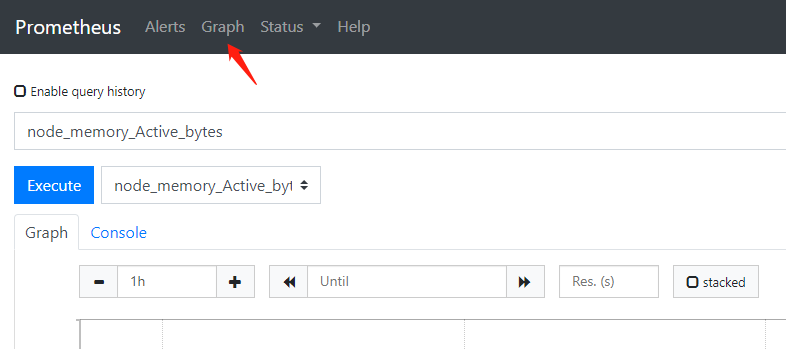 Prometheus Alerts Graph Status Help
Enable query history
node_memory_Active_bytes
Execute node_memory_Active_byt
Graph Console
1h Until Res. (s) stacked